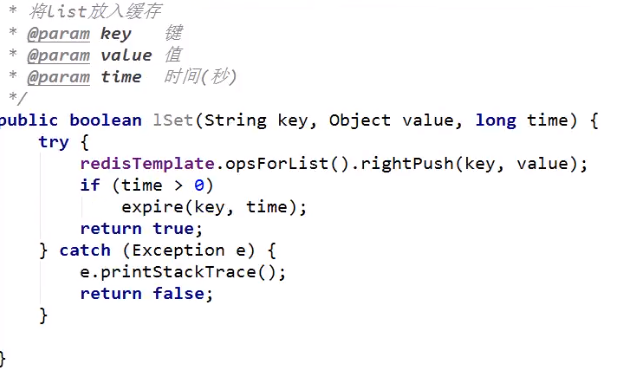 * 将list放入缓存
* @param key 键
* @param value 值
* @param time 时间(秒)
*/
public boolean lSet(String key, Object value, long time) {
try {
redisTemplate.opsForList().rightPush(key, value);
if (time > 0)
expire(key, time);
return true;
} catch (Exception e) {
e.printStackTrace();
return false;
}
}